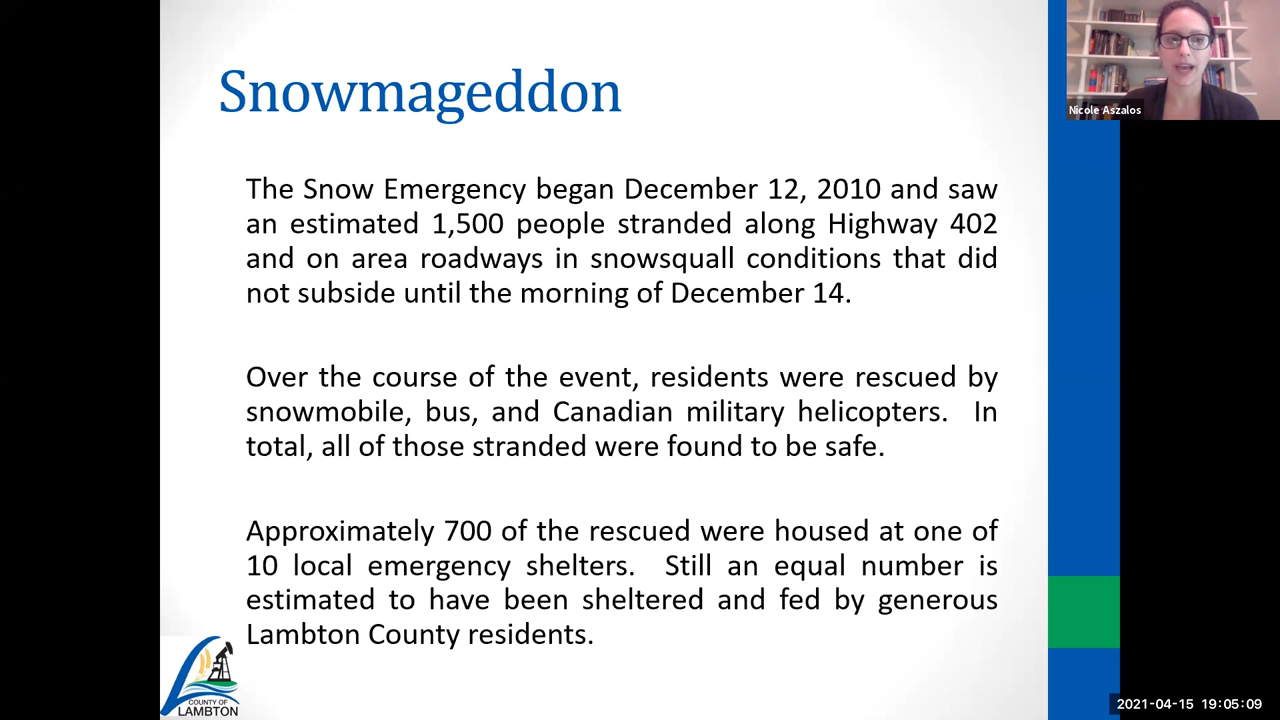 Snowmageddon
Nicole Aszalos
The Snow Emergency began December 12, 2010 and saw
an estimated 1,500 people stranded along Highway 402
and on area roadways in snowsquall conditions that did
not subside until the morning of December 14.
Over the course of the event, residents were rescued by
snowmobile, bus, and Canadian military helicopters. In
total, all of those stranded were found to be safe.
Approximately 700 of the rescued were housed at one of
10 local emergency shelters. Still an equal number is
estimated to have been sheltered and fed by generous
Lambton County residents.
COUNTY OF
LAMBTON
2021-04-15 19:05:09